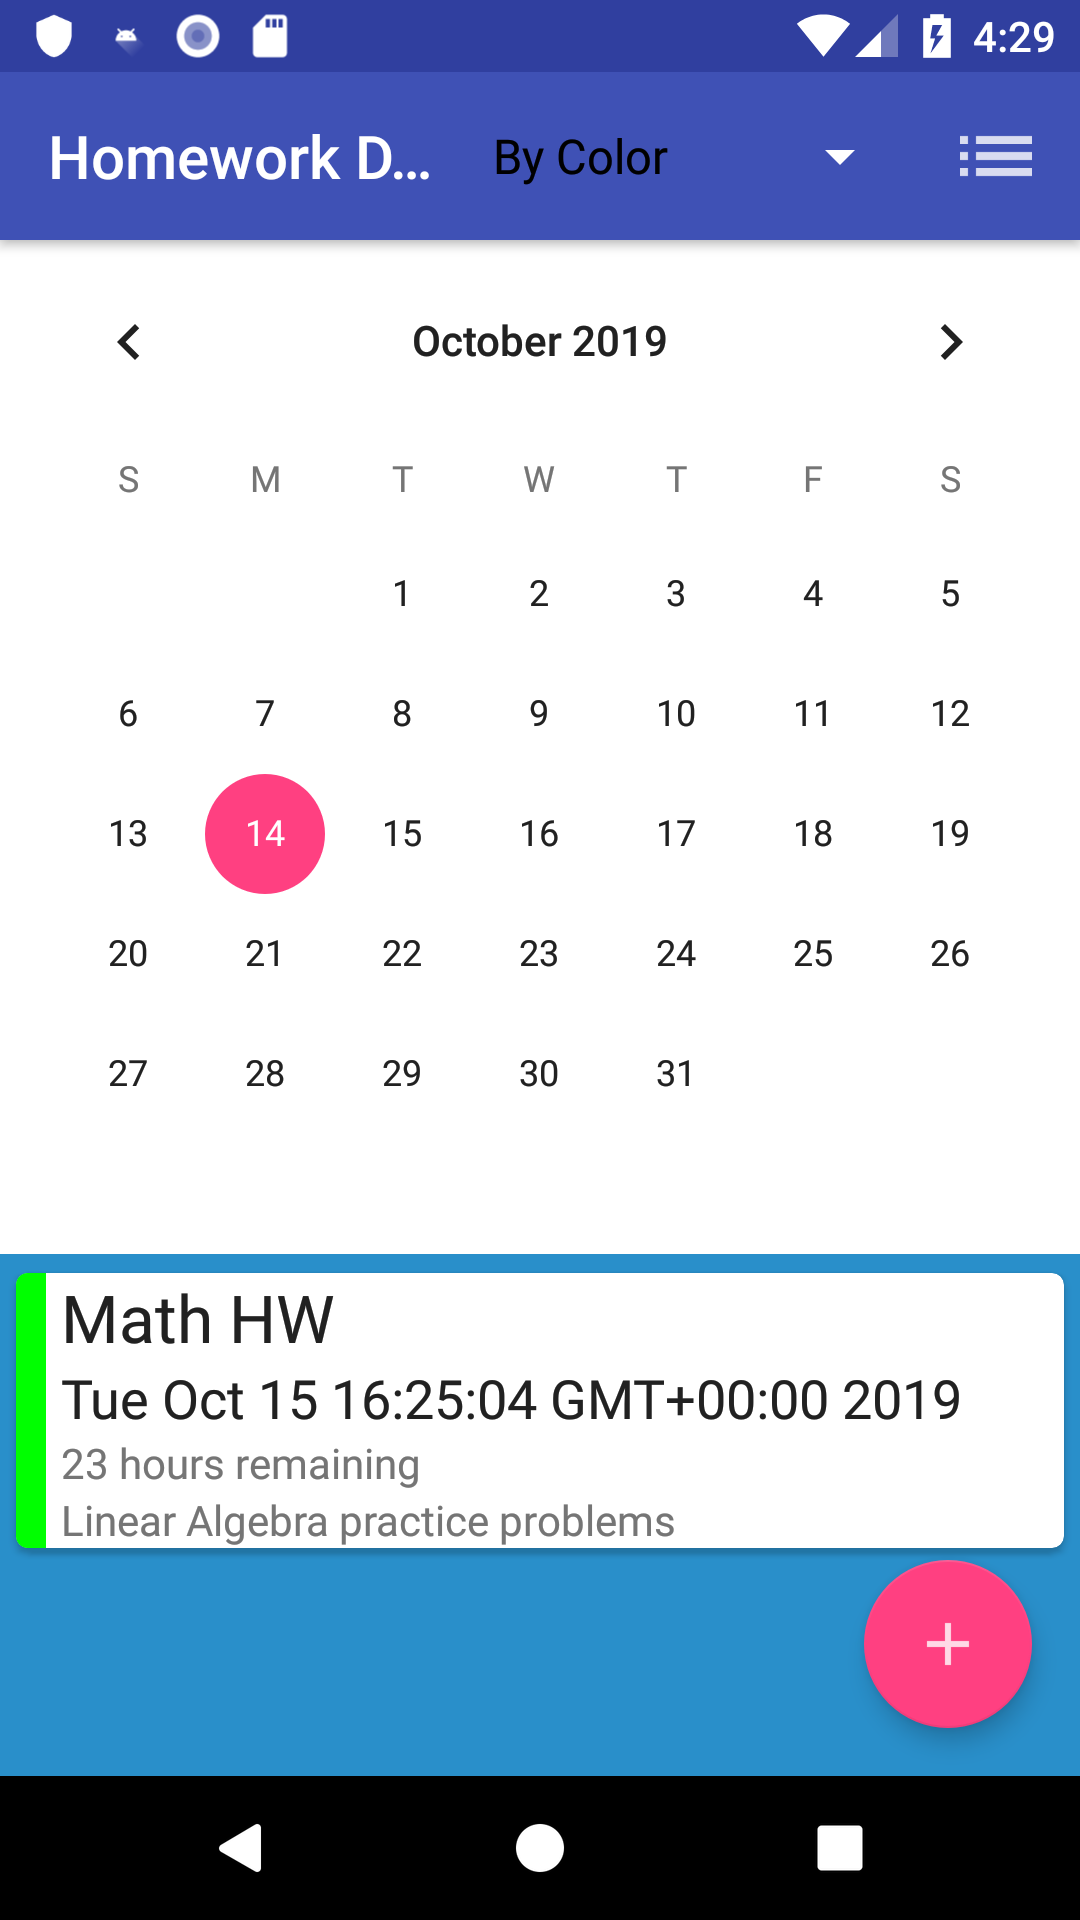 4:29
Homework D... By Color
October 2019
S M T W T F S
1 2 3 4 5
6 7 8 9 10 11 12
13 14 15 16 17 18 19
20 21 22 23 24 25 26
27 28 29 30 31
Math HW
Tue Oct 15 16:25:04 GMT+00:00 2019
23 hours remaining
Linear Algebra practice problems